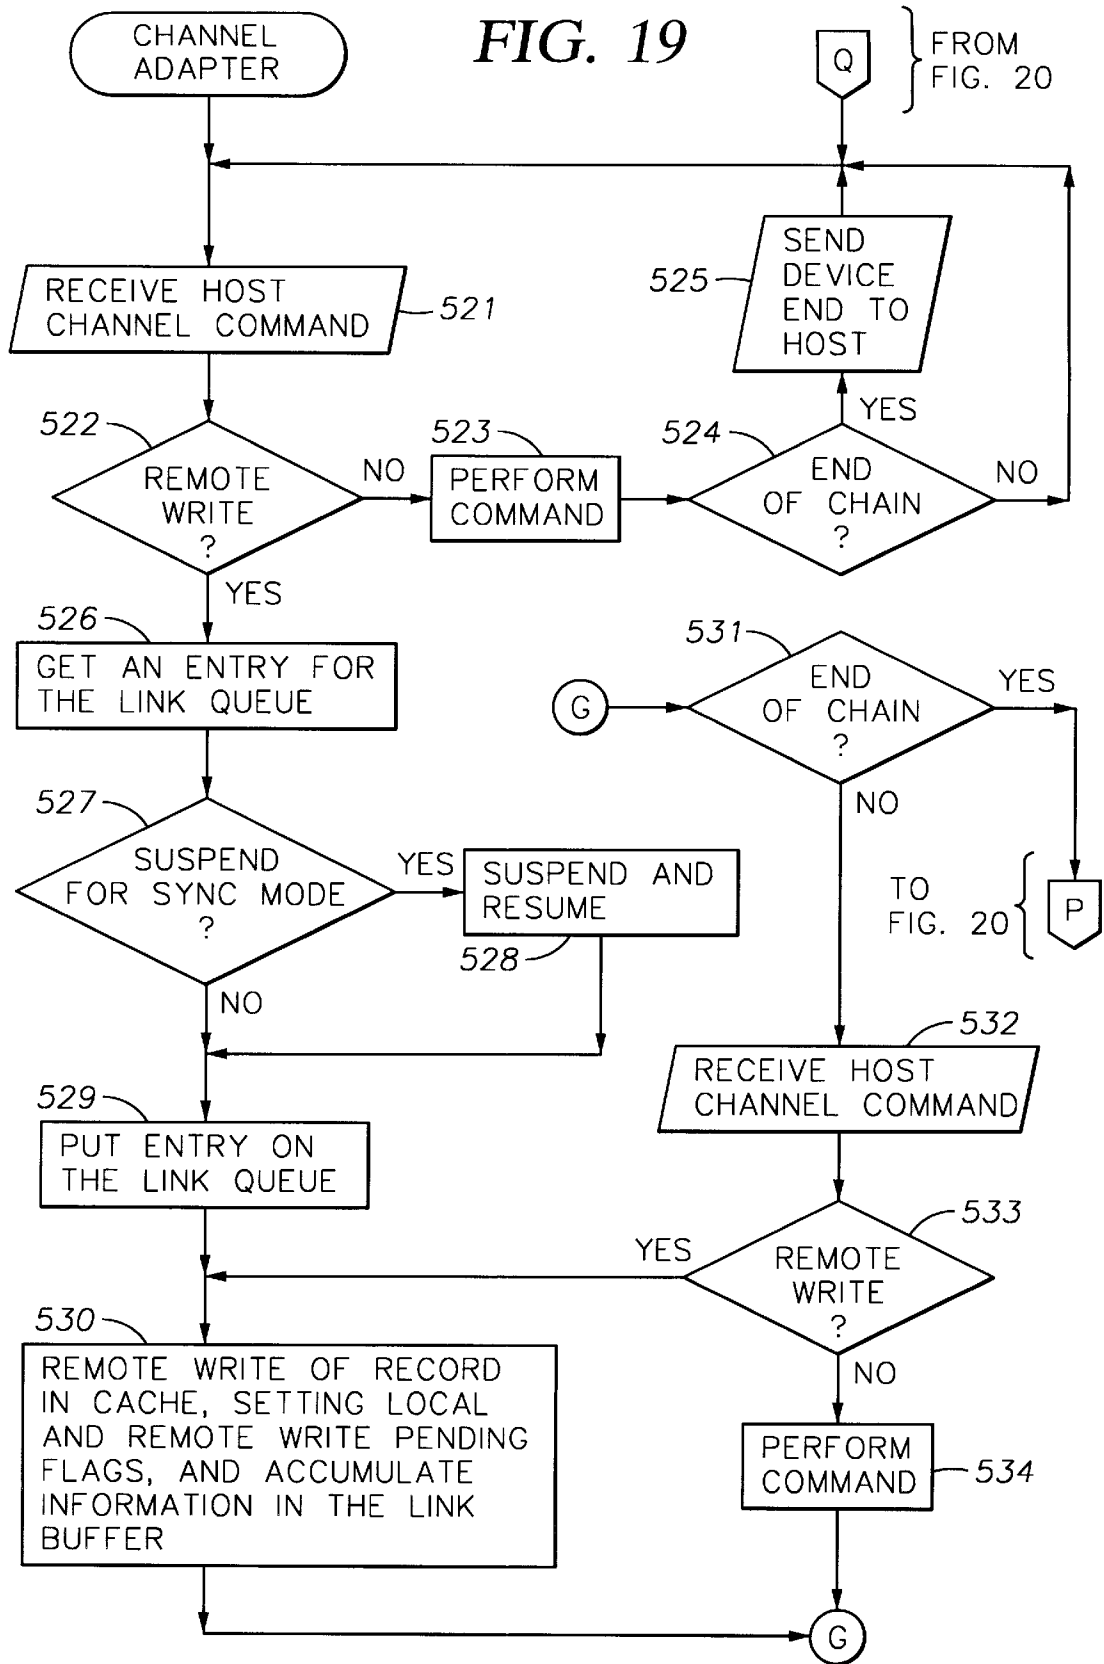 FIG. 19
CHANNEL
ADAPTER
Q
FROM
FIG. 20
RECEIVE HOST
CHANNEL COMMAND
521
SEND
DEVICE
END TO
HOST
525
YES
522
REMOTE
WRITE
?
NO
523
PERFORM
COMMAND
524
END
OF CHAIN
?
NO
YES
526
GET AN ENTRY FOR
THE LINK QUEUE
G
531
END
OF CHAIN
?
YES
NO
TO
FIG. 20
P
527
SUSPEND
FOR SYNC MODE
?
YES
SUSPEND AND
RESUME
528
NO
529
PUT ENTRY ON
THE LINK QUEUE
532
RECEIVE HOST
CHANNEL COMMAND
533
REMOTE
WRITE
?
YES
NO
530
REMOTE WRITE OF RECORD
IN CACHE, SETTING LOCAL
AND REMOTE WRITE PENDING
FLAGS, AND ACCUMULATE
INFORMATION IN THE LINK
BUFFER
PERFORM
COMMAND
534
G